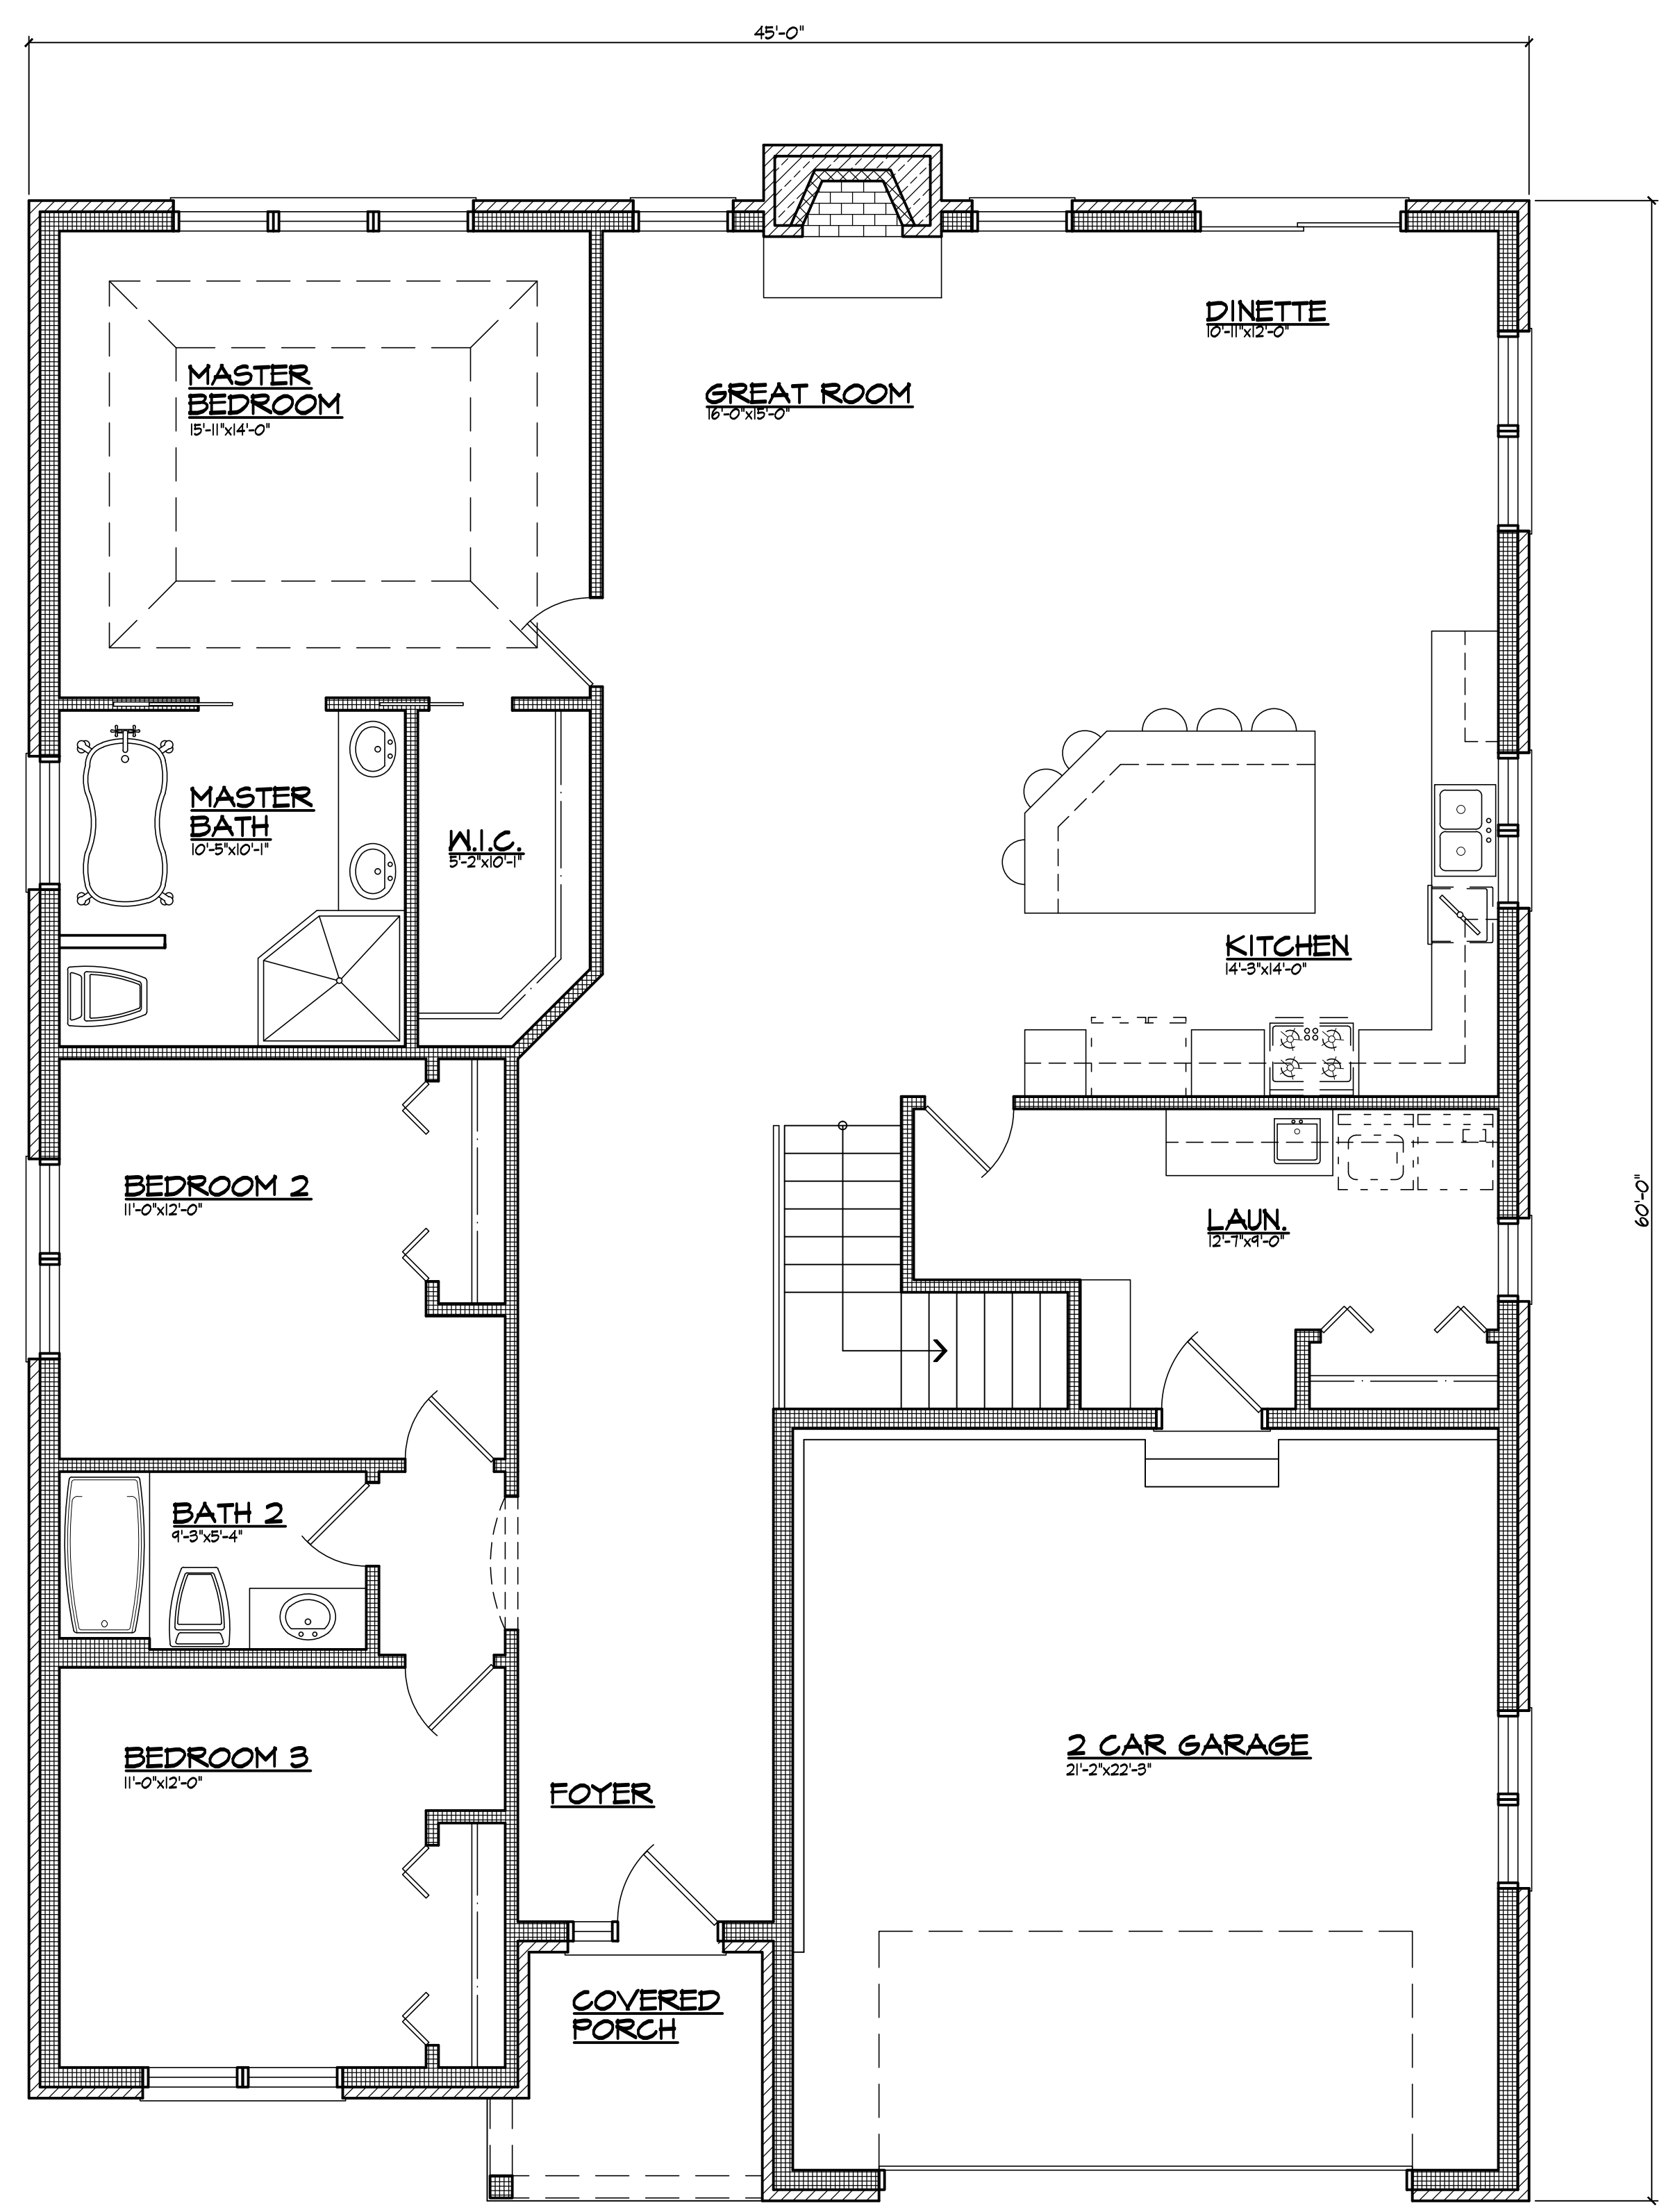 45'-0"
DINETTE
10'-11"x12'-0"
MASTER
BEDROOM
15'-11"x14'-0"
GREAT ROOM
16'-0"x15'-0"
MASTER
BATH
10'-5"x10'-1"
W.I.C.
5'-2"x10'-1"
KITCHEN
14'-3"x14'-0"
BEDROOM 2
11'-0"x12'-0"
LAUN.
12'-7"x9'-0"
60'-0"
BATH 2
9'-3"x5'-4"
BEDROOM 3
11'-0"x12'-0"
2 CAR GARAGE
21'-2"x22'-3"
FOYER
COVERED
PORCH